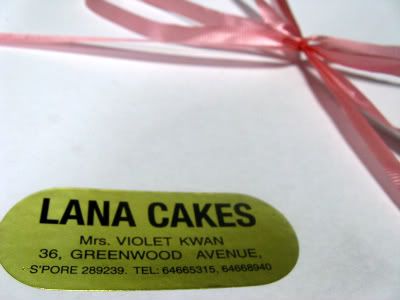 LANA CAKES
Mrs. VIOLET KWAN
36, GREENWOOD AVENUE,
S'PORE 289239. TEL: 64665315, 64668940